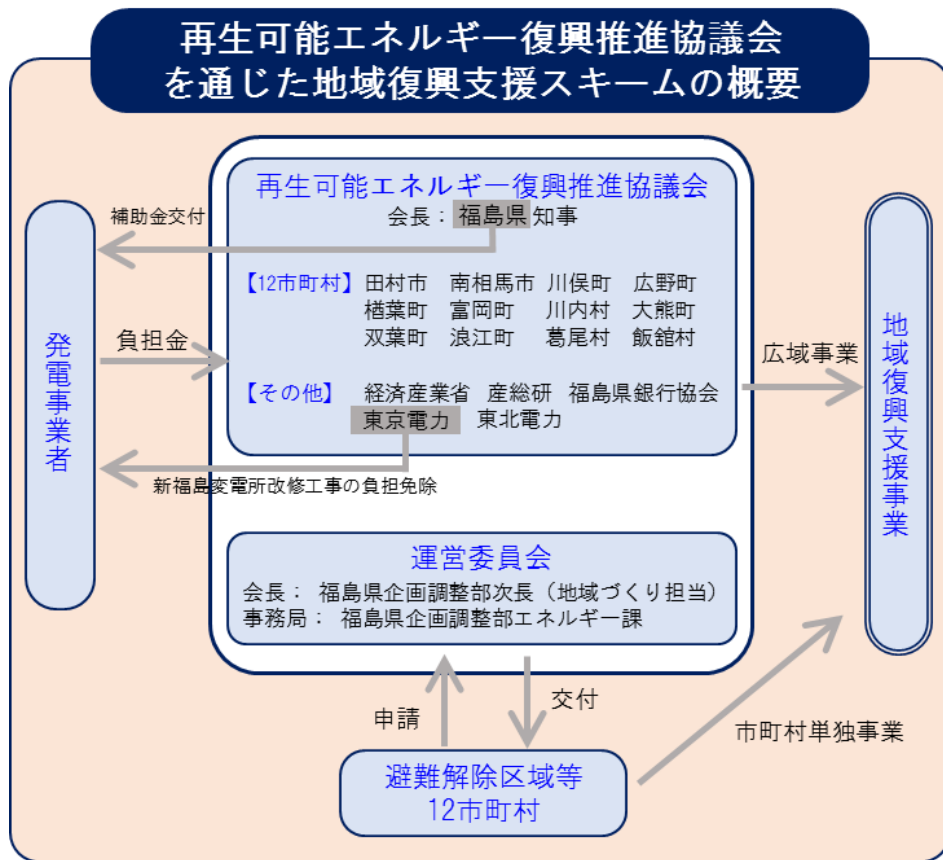 再生可能エネルギー復興推進協議会
を通じた地域復興支援スキームの概要
再生可能エネルギー復興推進協議会
会長：福島県知事
補助金交付
【12市町村】田村市 南相馬市 川俣町 広野町
楢葉町 富岡町 川内村 大熊町
双葉町 浪江町 葛尾村 飯舘村
発電事業者
負担金
広域事業
地域復興支援事業
【その他】経済産業省 産総研 福島県銀行協会
東京電力 東北電力
新福島変電所改修工事の負担免除
運営委員会
会長：福島県企画調整部次長（地域づくり担当）
事務局：福島県企画調整部エネルギー課
申請
交付
市町村単独事業
避難解除区域等
12市町村